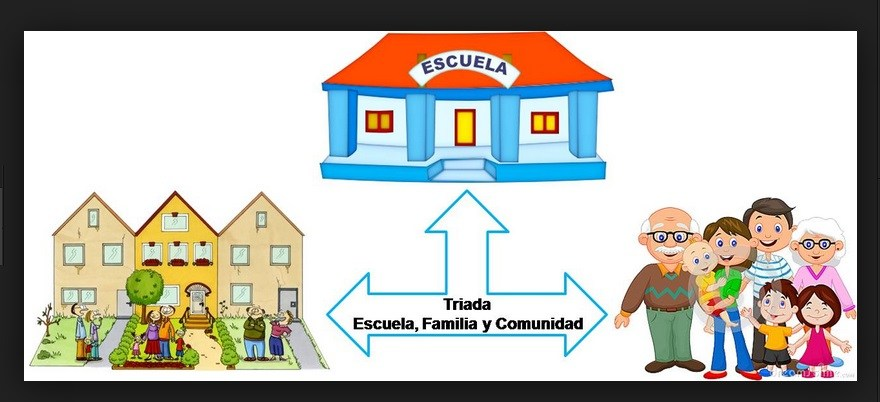 ESCUELA
Triada
Escuela, Familia y Comunidad